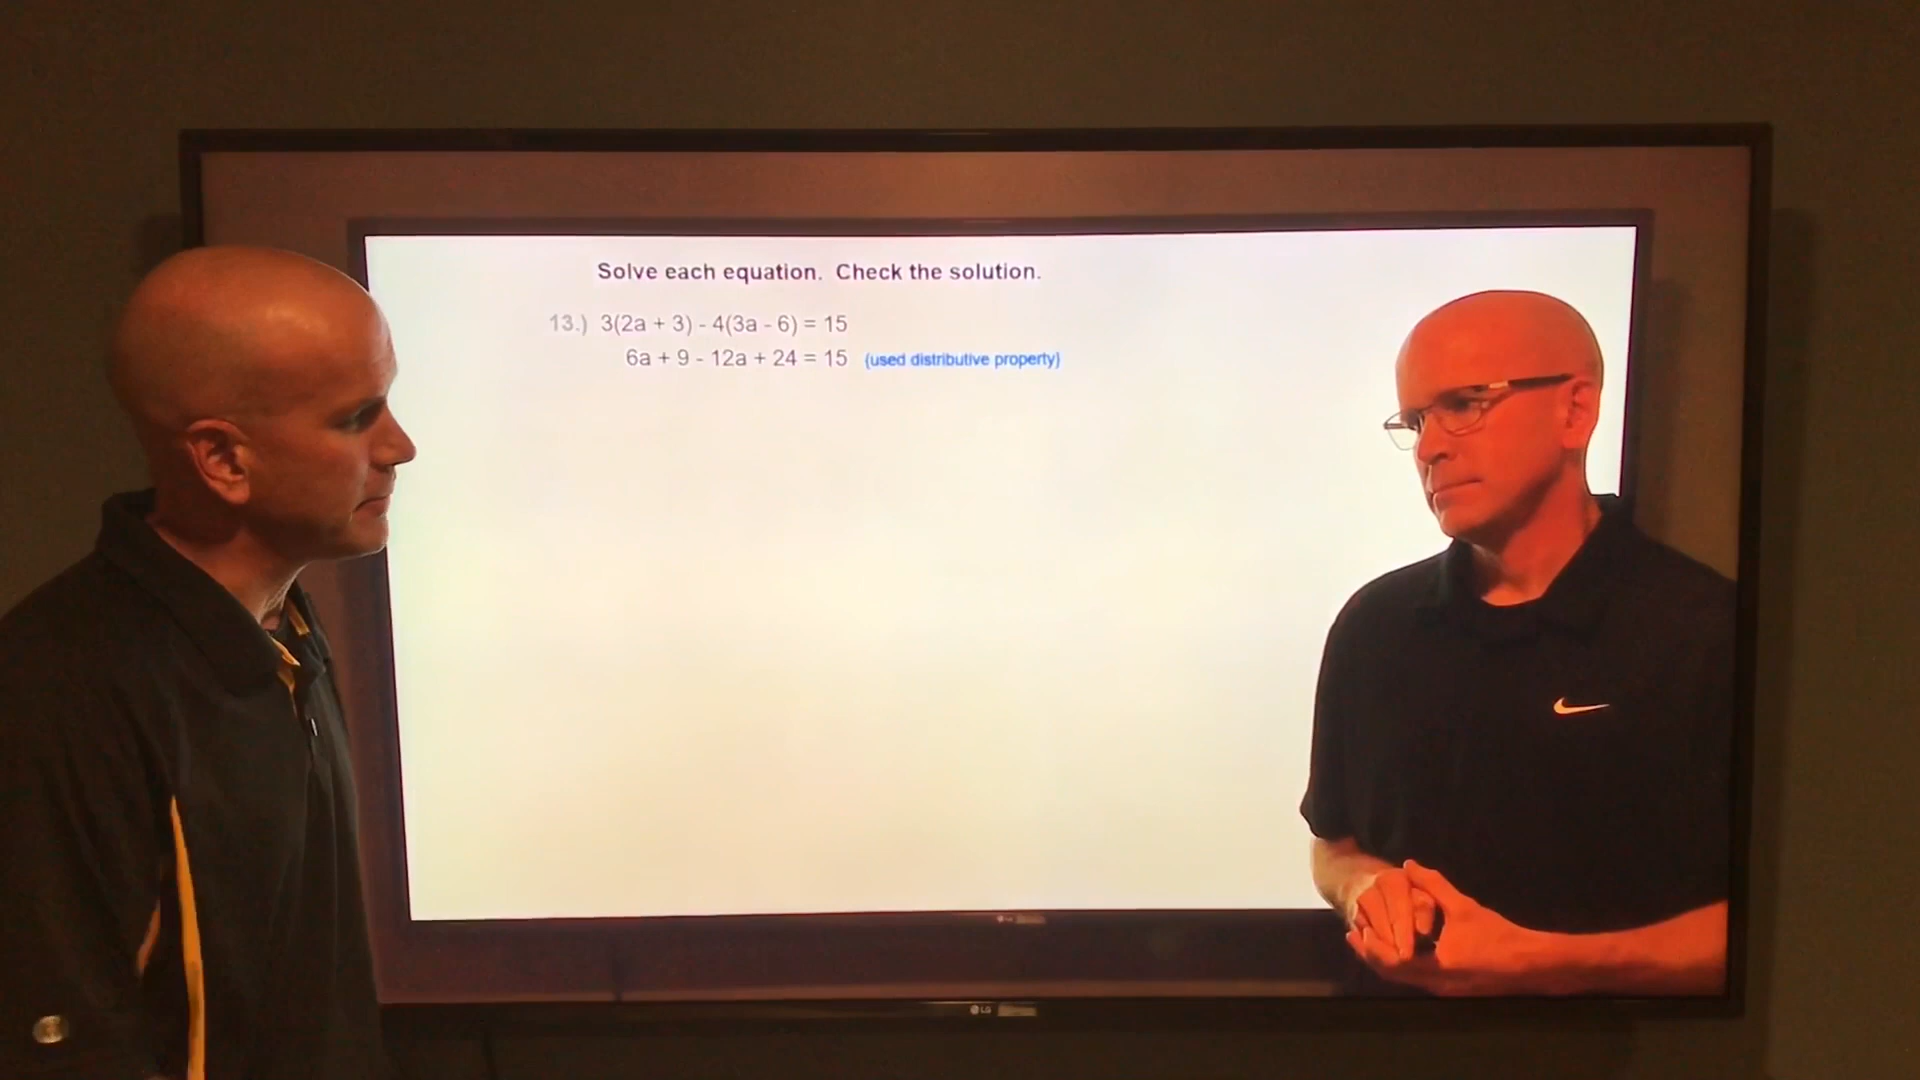 Solve each equation. Check the solution.
13.) 3(2a + 3) - 4(3a - 6) = 15
6a + 9 - 12a + 24 = 15 (used distributive property)
LG